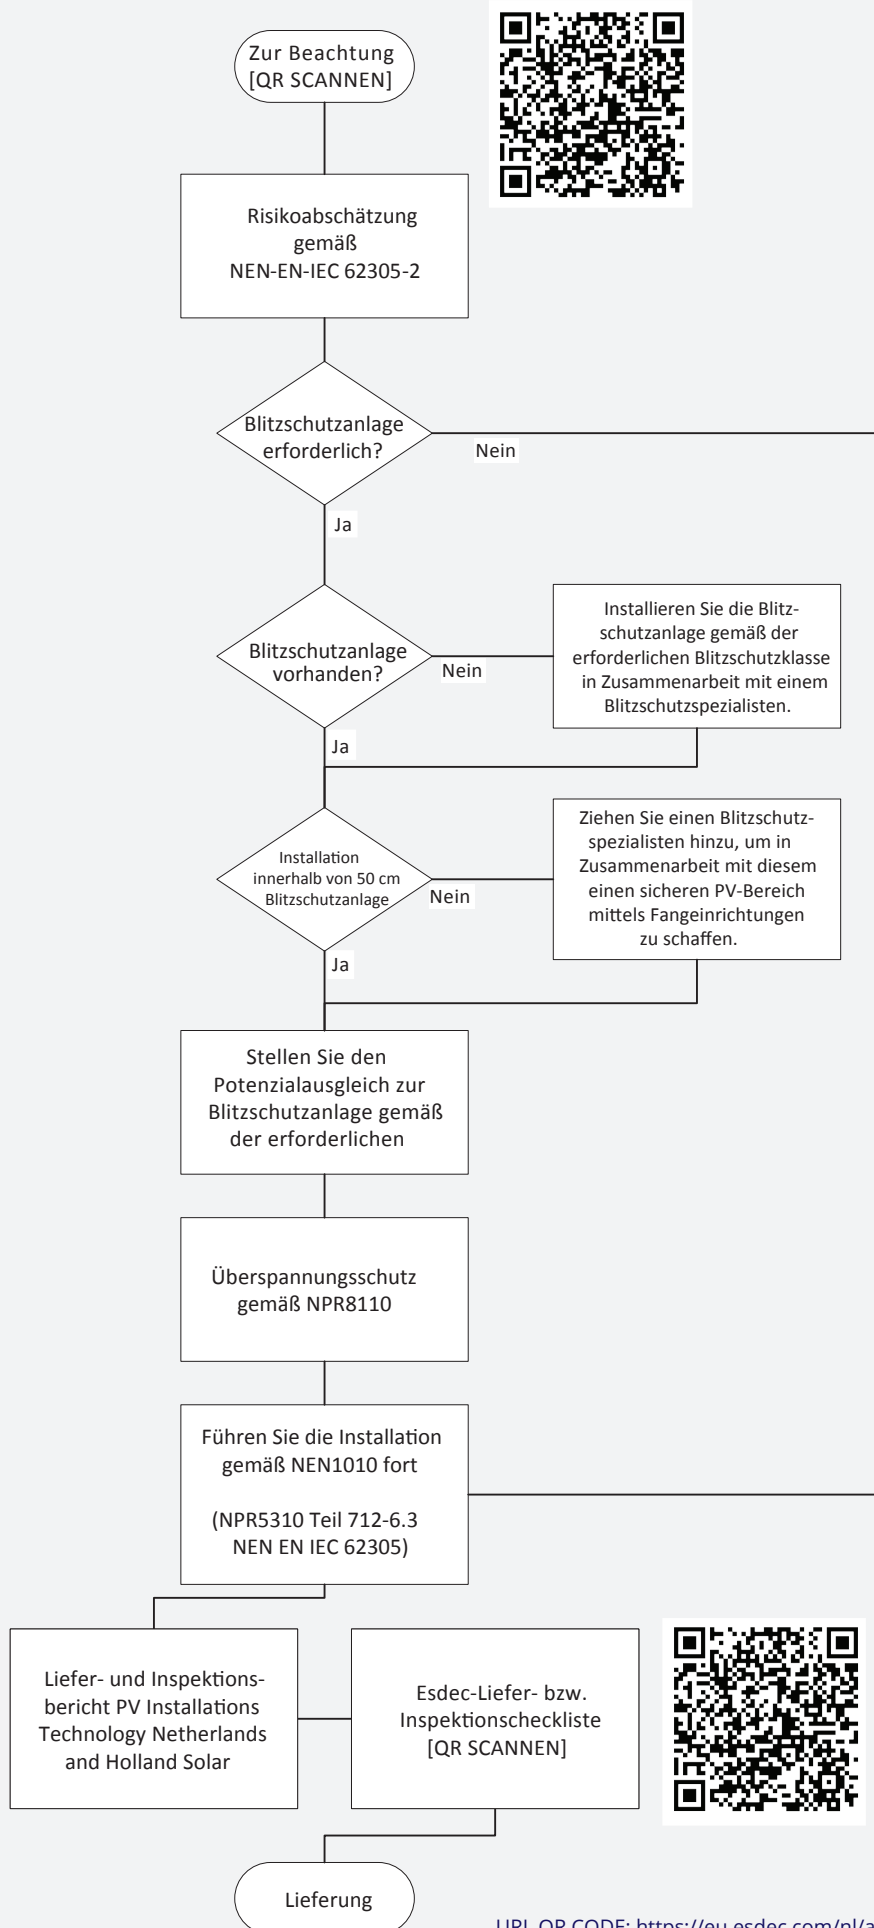 Zur Beachtung
[QR SCANNEN]
Risikoabschätzung
gemäß
NEN-EN-IEC 62305-2
Blitzschutzanlage
erforderlich?
Nein
Ja
Blitzschutzanlage
vorhanden?
Nein
Installieren Sie die Blitz-
schutzanlage gemäß der
erforderlichen Blitzschutzklasse
in Zusammenarbeit mit einem
Blitzschutzspezialisten.
Ja
Installation
innerhalb von 50 cm
Blitzschutzanlage
Nein
Ziehen Sie einen Blitzschutz-
spezialisten hinzu, um in
Zusammenarbeit mit diesem
einen sicheren PV-Bereich
mittels Fangeinrichtungen
zu schaffen.
Ja
Stellen Sie den
Potenzialausgleich zur
Blitzschutzanlage gemäß
der erforderlichen
Überspannungsschutz
gemäß NPR8110
Führen Sie die Installation
gemäß NEN1010 fort
(NPR5310 Teil 712-6.3
NEN EN IEC 62305)
Liefer- und Inspektions-
bericht PV Installations
Technology Netherlands
and Holland Solar
Esdec-Liefer- bzw.
Inspektionscheckliste
[QR SCANNEN]
Lieferung
URL QR CODE: https://eu.esdec.com/nl/a